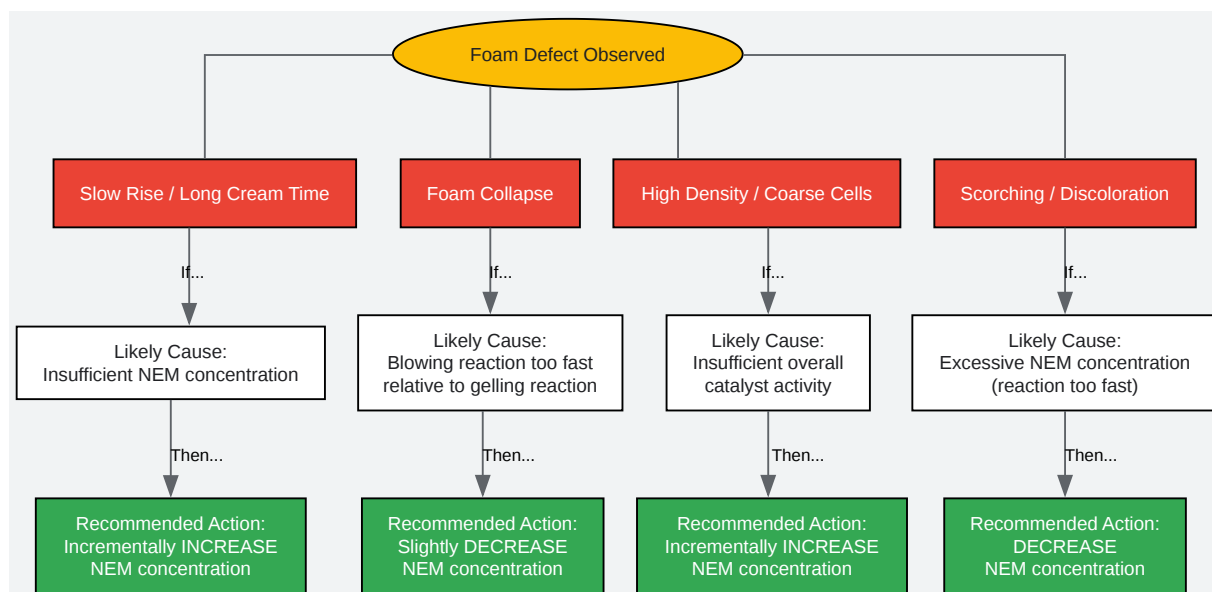 Foam Defect Observed
Slow Rise / Long Cream Time
Foam Collapse
High Density / Coarse Cells
Scorching / Discoloration
If...
If...
If...
If...
Likely Cause:
Insufficient NEM concentration
Likely Cause:
Blowing reaction too fast
relative to gelling reaction
Likely Cause:
Insufficient overall
catalyst activity
Likely Cause:
Excessive NEM concentration
(reaction too fast)
Then...
Then...
Then...
Then...
Recommended Action:
Incrementally INCREASE
NEM concentration
Recommended Action:
Slightly DECREASE
NEM concentration
Recommended Action:
Incrementally INCREASE
NEM concentration
Recommended Action:
DECREASE
NEM concentration